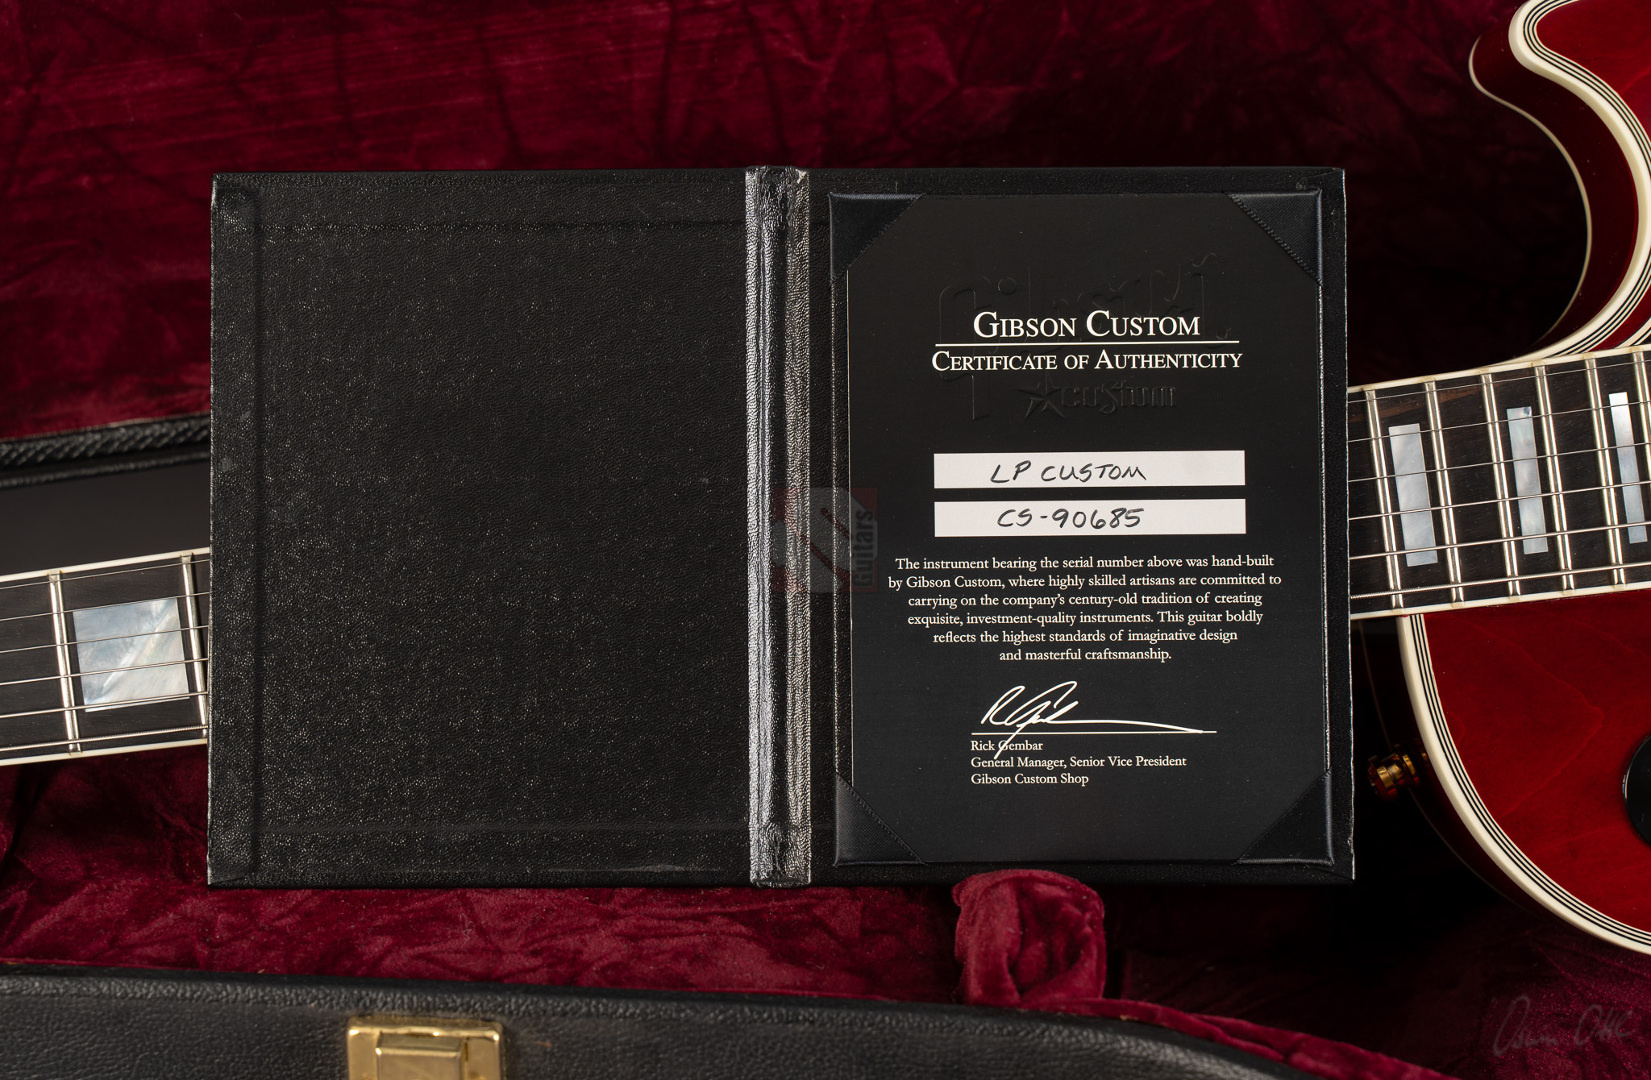 Gibson
GIBSON CUSTOM
CERTIFICATE OF AUTHENTICITY
custom
LP CUSTOM
CS-90685
Guitars
The instrument bearing the serial number above was hand-built
by Gibson Custom, where highly skilled artisans are committed to
carrying on the company's century-old tradition of creating
exquisite, investment-quality instruments. This guitar boldly
reflects the highest standards of imaginative design
and masterful craftsmanship.
Rick Gembar
General Manager, Senior Vice President
Gibson Custom Shop